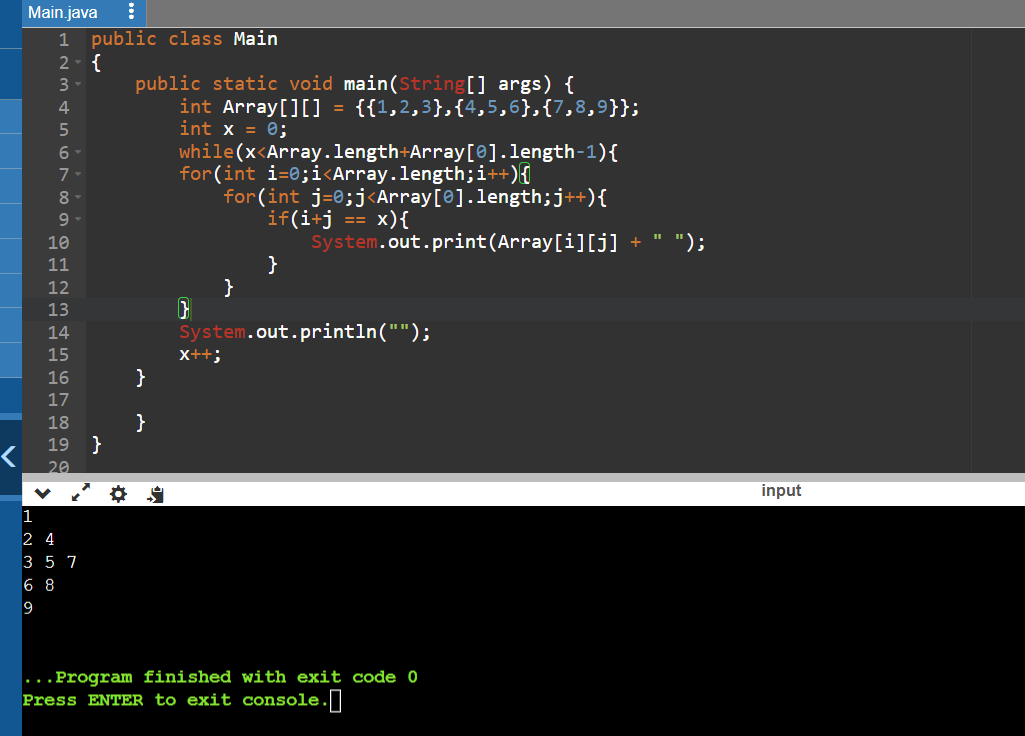 Main.java
1 public class Main
2 {
3     public static void main(String[] args) {
4         int Array[][] = {{1,2,3},{4,5,6},{7,8,9}};
5         int x = 0;
6         while(x<Array.length+Array[0].length-1){
7         for(int i=0;i<Array.length;i++){
8             for(int j=0;j<Array[0].length;j++){
9                 if(i+j == x){
10                     System.out.print(Array[i][j] + " ");
11                 }
12             }
13         }
14         System.out.println("");
15         x++;
16     }
17
18     }
19 }
20
input
1
2 4
3 5 7
6 8
9
...Program finished with exit code 0
Press ENTER to exit console.